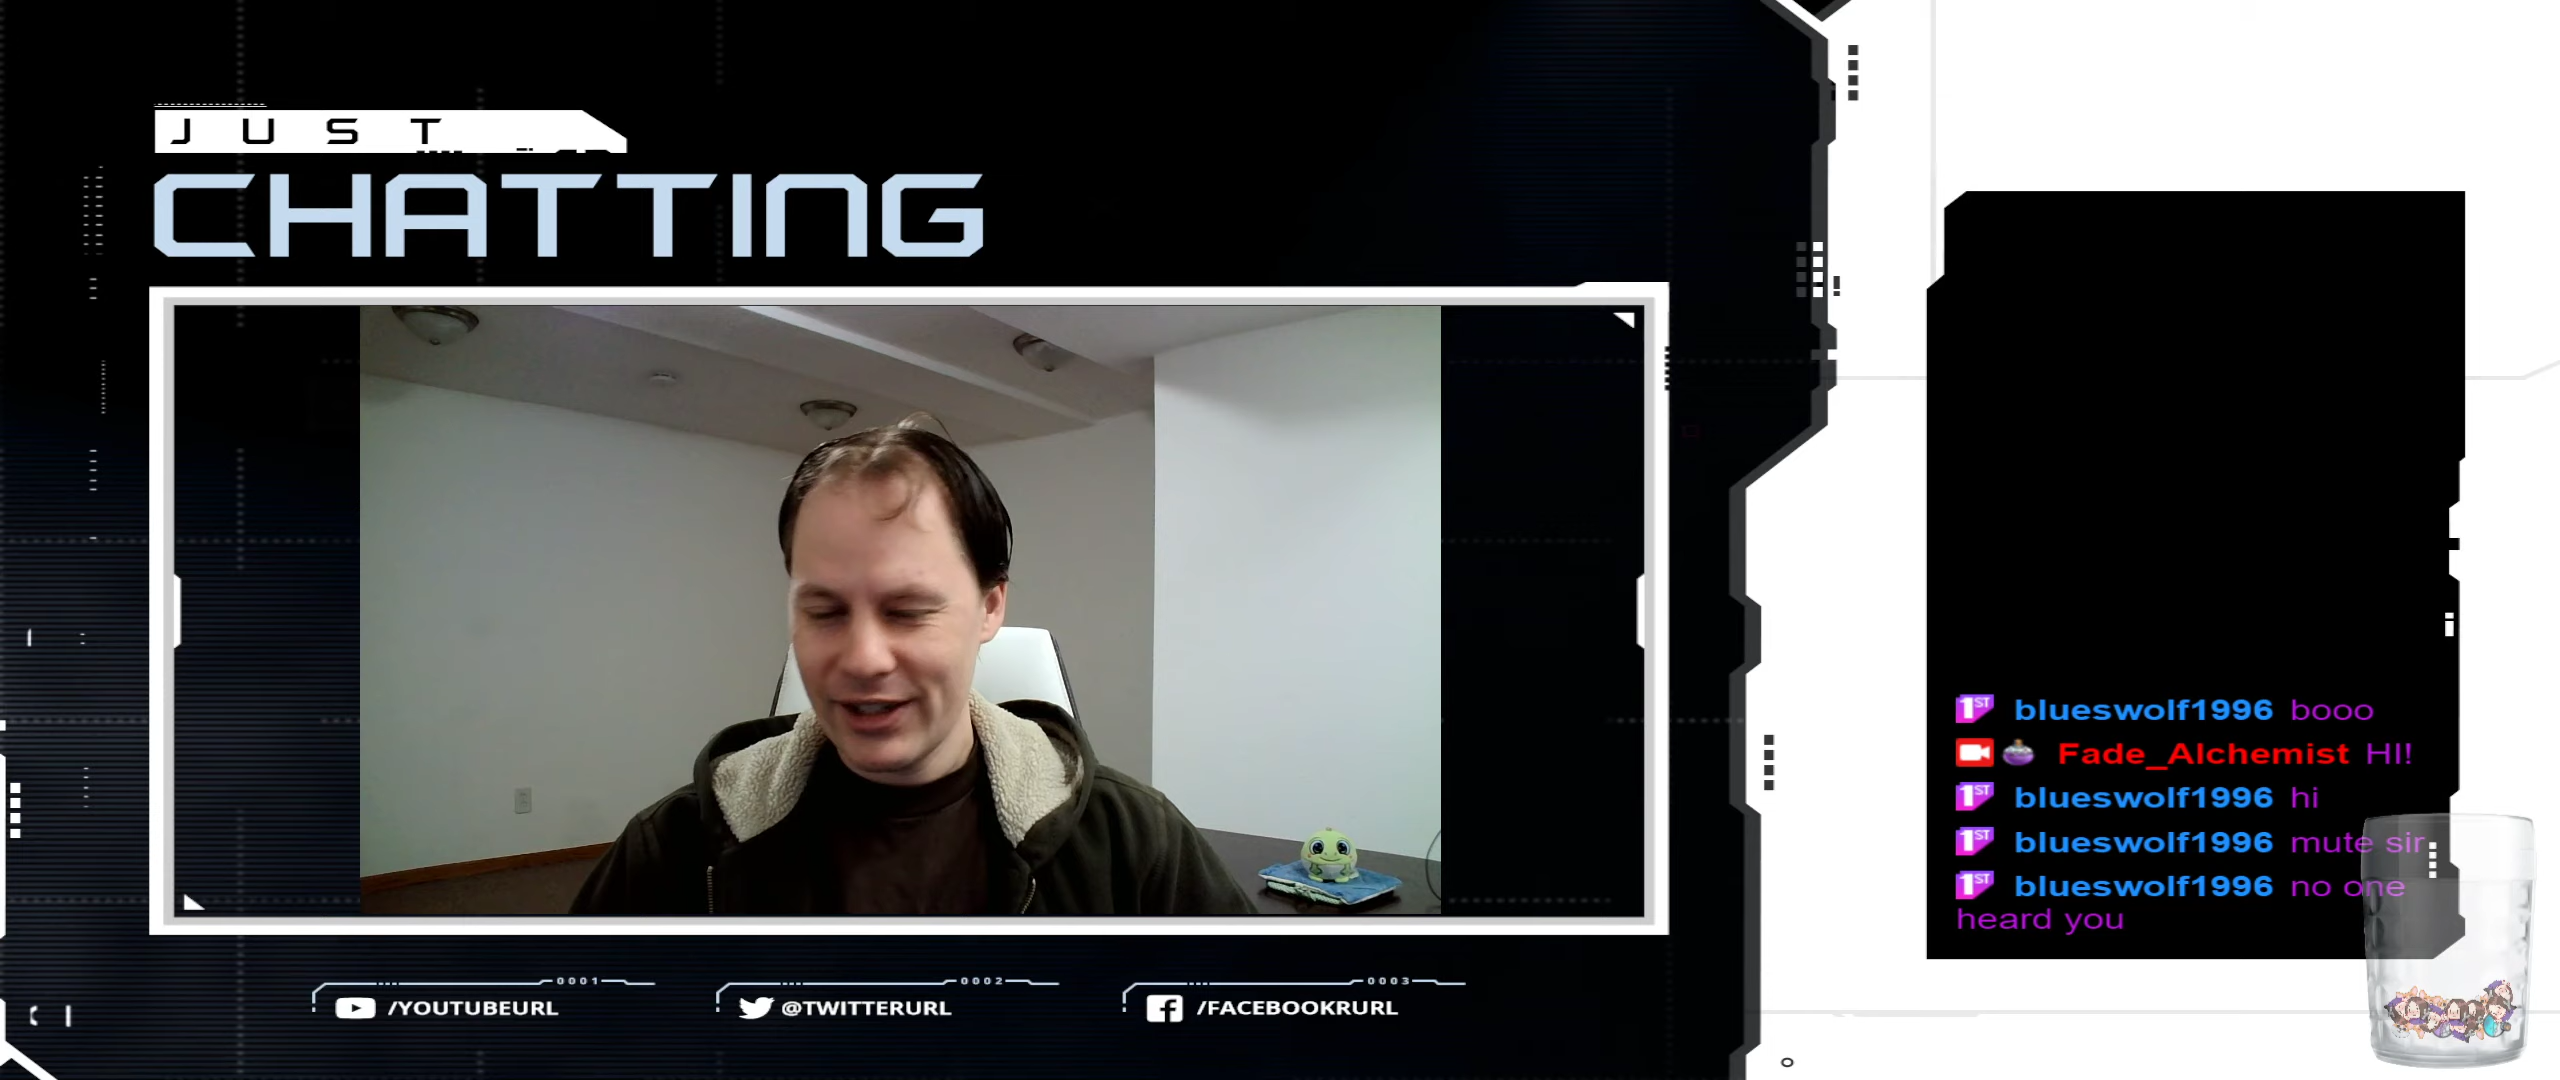 JUST
CHATTING
blueswolf1996 booo
Fade_Alchemist HI!
blueswolf1996 hi
blueswolf1996 mute sir
blueswolf1996 no one
heard you
0001
/YOUTUBEURL
0002
@TWITTERURL
0003
/FACEBOOKRURL